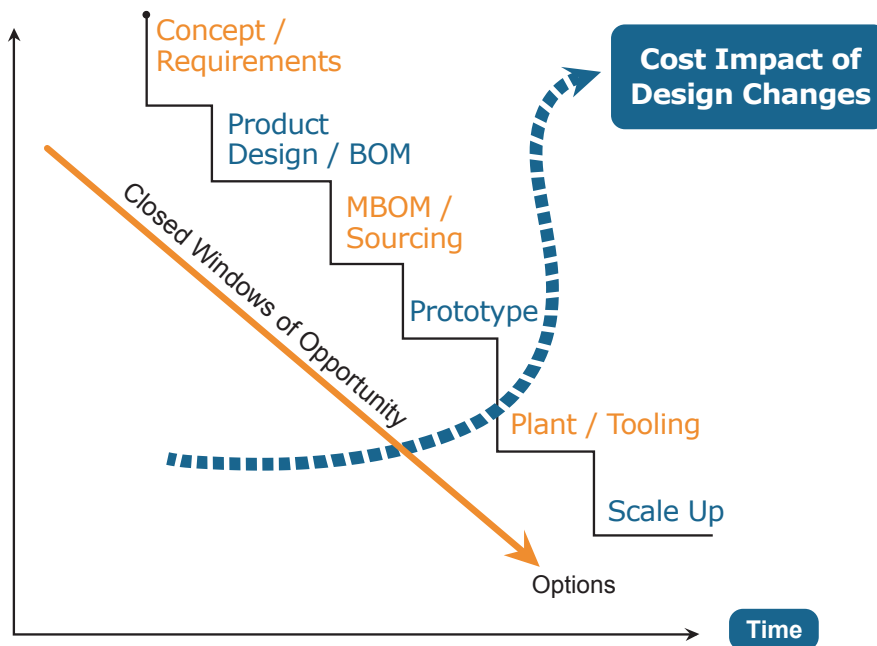 Concept /
Requirements
Cost Impact of
Design Changes
Product
Design / BOM
MBOM /
Sourcing
Closed Windows of Opportunity
Prototype
Plant / Tooling
Scale Up
Options
Time